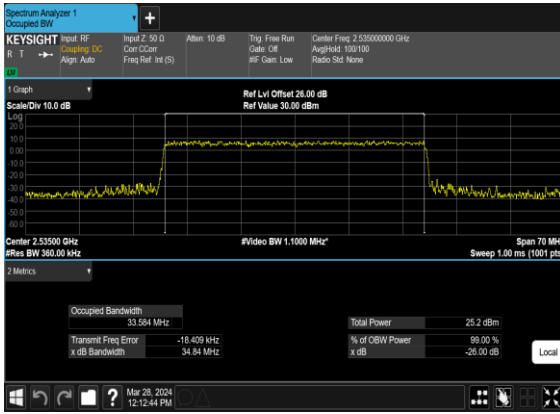 Spectrum Analyzer 1
Occupied BW
KEYSIGHT
R T
LV
Input: RF
Coupling: DC
Align: Auto
Input Z: 50 Ω
Corr CCorr
Freq Ref: Int (S)
Atten: 10 dB
Trig: Free Run
Gate: Off
#IF Gain: Low
Center Freq: 2.535000000 GHz
Avg|Hold: 100/100
Radio Std: None
1 Graph
Scale/Div 10.0 dB
Ref Lvl Offset 26.00 dB
Ref Value 30.00 dBm
Log
20.0
10.0
0.00
-10.0
-20.0
-30.0
-40.0
-50.0
-60.0
Center 2.53500 GHz
#Res BW 360.00 kHz
#Video BW 1.1000 MHz*
Span 70 MH
Sweep 1.00 ms (1001 pts
2 Metrics
Occupied Bandwidth
33.584 MHz
Transmit Freq Error -18.409 kHz
x dB Bandwidth 34.84 MHz
Total Power 25.2 dBm
% of OBW Power 99.00 %
x dB -26.00 dB
Local
?
Mar 28, 2024
12:12:44 PM